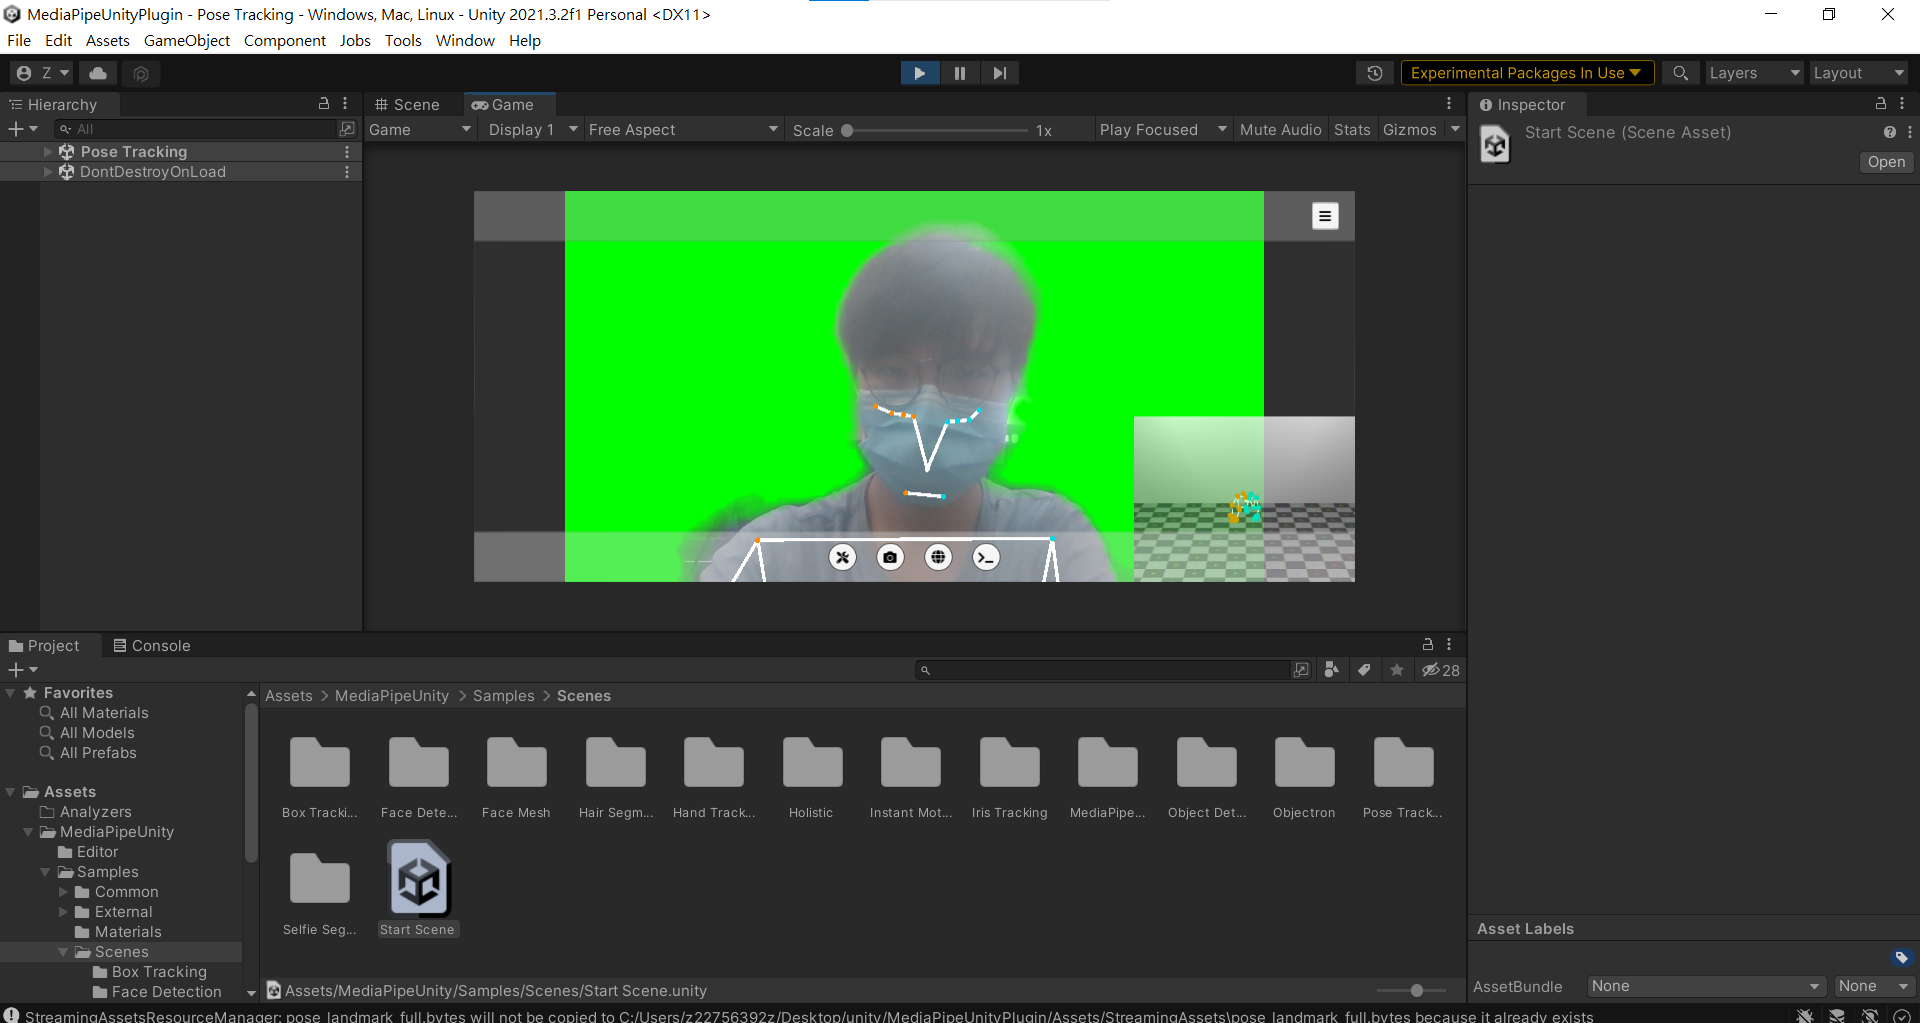 MediaPipeUnityPlugin - Pose Tracking - Windows, Mac, Linux - Unity 2021.3.2f1 Personal <DX11>
File Edit Assets GameObject Component Jobs Tools Window Help
Z Experimental Packages In Use Layers Layout
Hierarchy
All
Pose Tracking
DontDestroyOnLoad
Scene Game
Game Display 1 Free Aspect Scale 1x Play Focused Mute Audio Stats Gizmos
Inspector
Start Scene (Scene Asset)
Open
Project Console
28
Favorites
All Materials
All Models
All Prefabs
Assets
Analyzers
MediaPipeUnity
Editor
Samples
Common
External
Materials
Scenes
Box Tracking
Face Detection
Assets > MediaPipeUnity > Samples > Scenes
Box Tracki... Face Dete... Face Mesh Hair Segm... Hand Track... Holistic Instant Mot... Iris Tracking MediaPipe... Object Det... Objectron Pose Track...
Selfie Seg... Start Scene
Assets/MediaPipeUnity/Samples/Scenes/Start Scene.unity
Asset Labels
AssetBundle None None
StreamingAssetsResourceManager: pose_landmark_full.bytes will not be copied to C:/Users/z22756392z/Desktop/unity/MediaPipeUnityPlugin/Assets/StreamingAssets\pose_landmark_full.bytes because it already exists